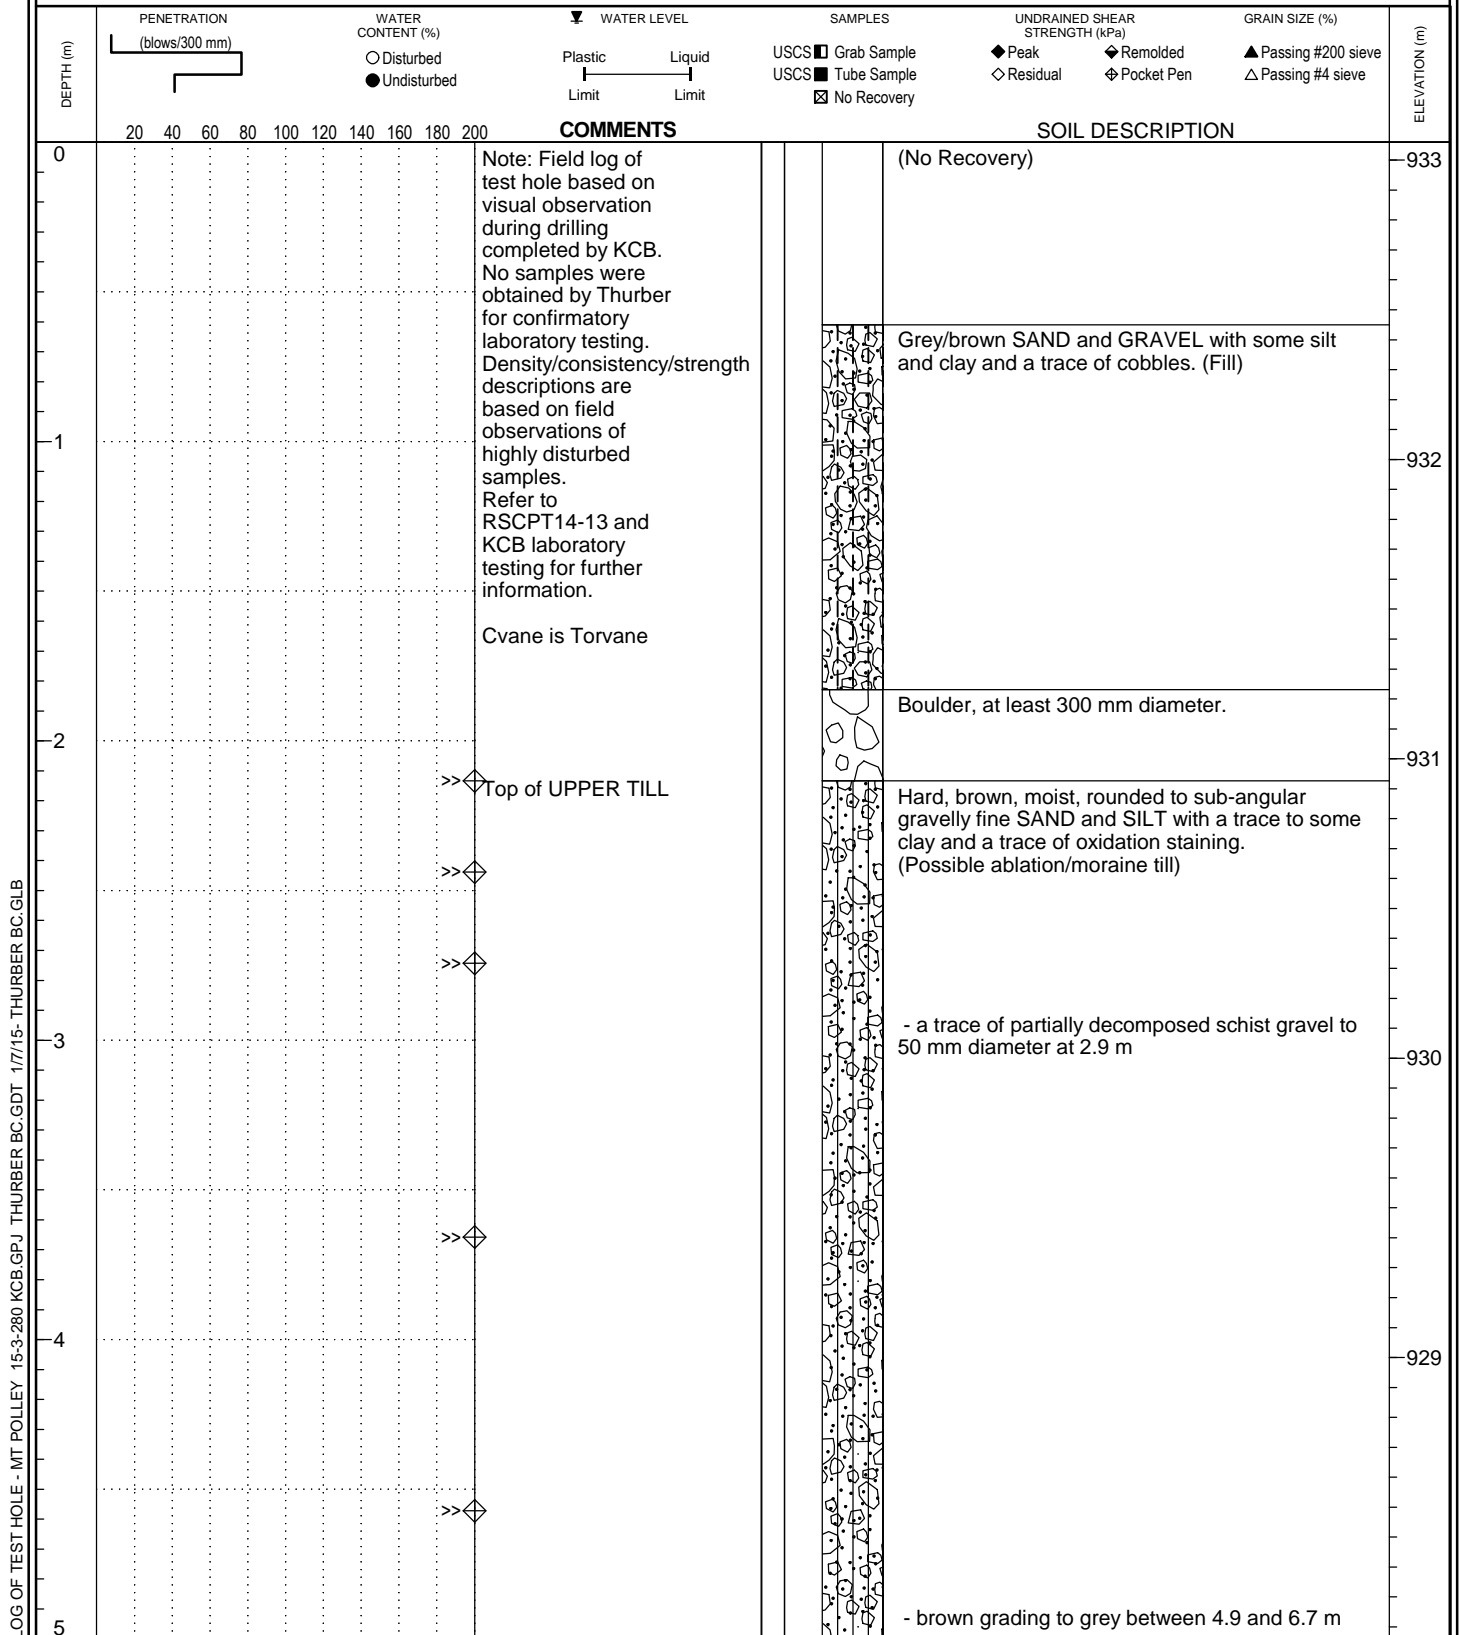 DEPTH (m)
PENETRATION
(blows/300 mm)
WATER
CONTENT (%)
Disturbed
Undisturbed
WATER LEVEL
Plastic Liquid
Limit Limit
SAMPLES
USCS Grab Sample
USCS Tube Sample
No Recovery
UNDRAINED SHEAR
STRENGTH (kPa)
Peak Remolded
Residual Pocket Pen
GRAIN SIZE (%)
Passing #200 sieve
Passing #4 sieve
ELEVATION (m)
20 40 60 80 100 120 140 160 180 200
COMMENTS
SOIL DESCRIPTION
0
1
2
3
4
5
Note: Field log of
test hole based on
visual observation
during drilling
completed by KCB.
No samples were
obtained by Thurber
for confirmatory
laboratory testing.
Density/consistency/strength
descriptions are
based on field
observations of
highly disturbed
samples.
Refer to
RSCPT14-13 and
KCB laboratory
testing for further
information.
Cvane is Torvane
>>
Top of UPPER TILL
>>
>>
>>
>>
(No Recovery)
Grey/brown SAND and GRAVEL with some silt
and clay and a trace of cobbles. (Fill)
Boulder, at least 300 mm diameter.
Hard, brown, moist, rounded to sub-angular
gravelly fine SAND and SILT with a trace to some
clay and a trace of oxidation staining.
(Possible ablation/moraine till)
- a trace of partially decomposed schist gravel to
50 mm diameter at 2.9 m
- brown grading to grey between 4.9 and 6.7 m
933
932
931
930
929
LOG OF TEST HOLE - MT POLLEY 15-3-280 KCB.GPJ THURBER BC.GDT 1/7/15- THURBER BC.GLB